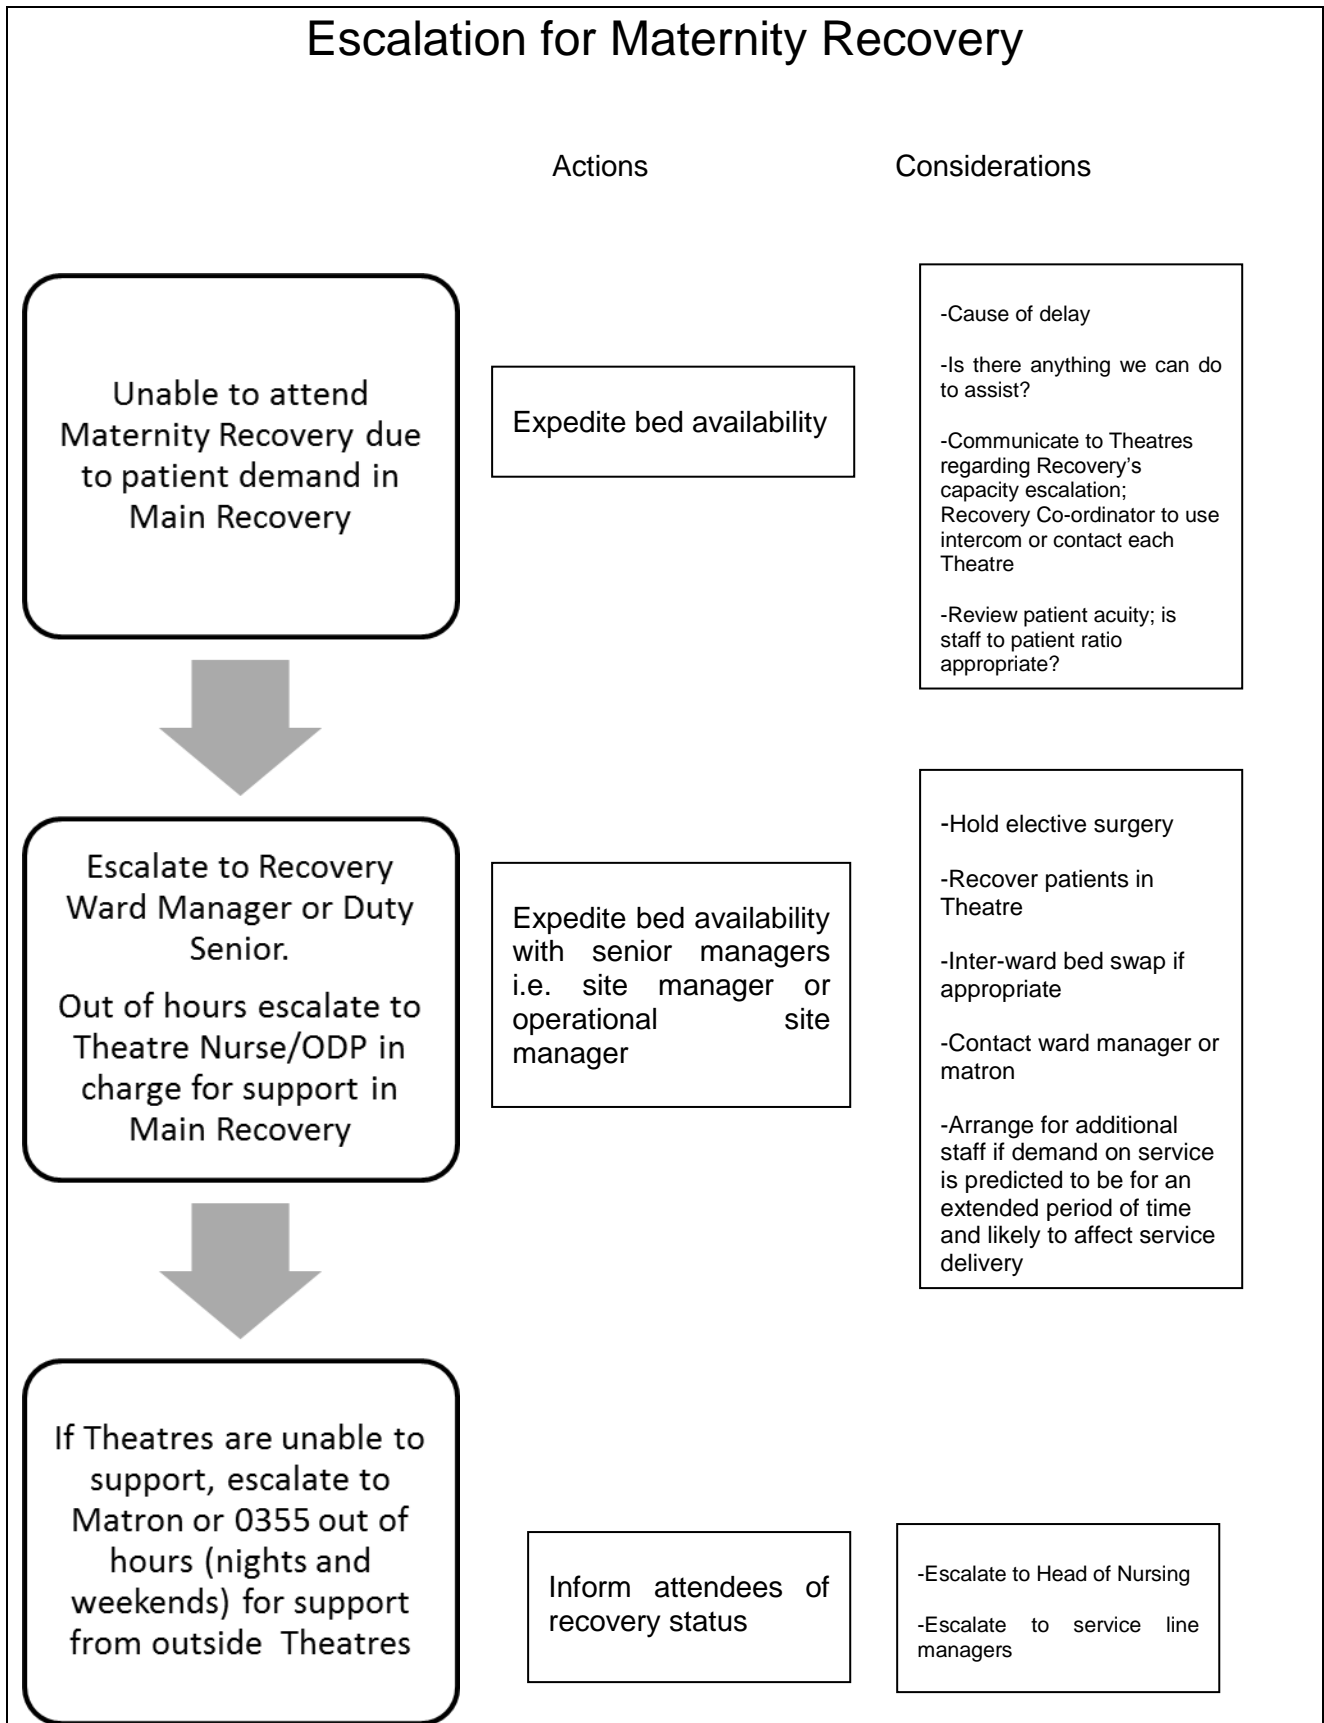 Escalation for Maternity Recovery
Actions
Considerations
Unable to attend
Maternity Recovery due
to patient demand in
Main Recovery
Expedite bed availability
-Cause of delay
-Is there anything we can do
to assist?
-Communicate to Theatres
regarding Recovery’s
capacity escalation;
Recovery Co-ordinator to use
intercom or contact each
Theatre
-Review patient acuity; is
staff to patient ratio
appropriate?
Escalate to Recovery
Ward Manager or Duty
Senior.
Out of hours escalate to
Theatre Nurse/ODP in
charge for support in
Main Recovery
Expedite bed availability
with senior managers
i.e. site manager or
operational site
manager
-Hold elective surgery
-Recover patients in
Theatre
-Inter-ward bed swap if
appropriate
-Contact ward manager or
matron
-Arrange for additional
staff if demand on service
is predicted to be for an
extended period of time
and likely to affect service
delivery
If Theatres are unable to
support, escalate to
Matron or 0355 out of
hours (nights and
weekends) for support
from outside Theatres
Inform attendees of
recovery status
-Escalate to Head of Nursing
-Escalate to service line
managers